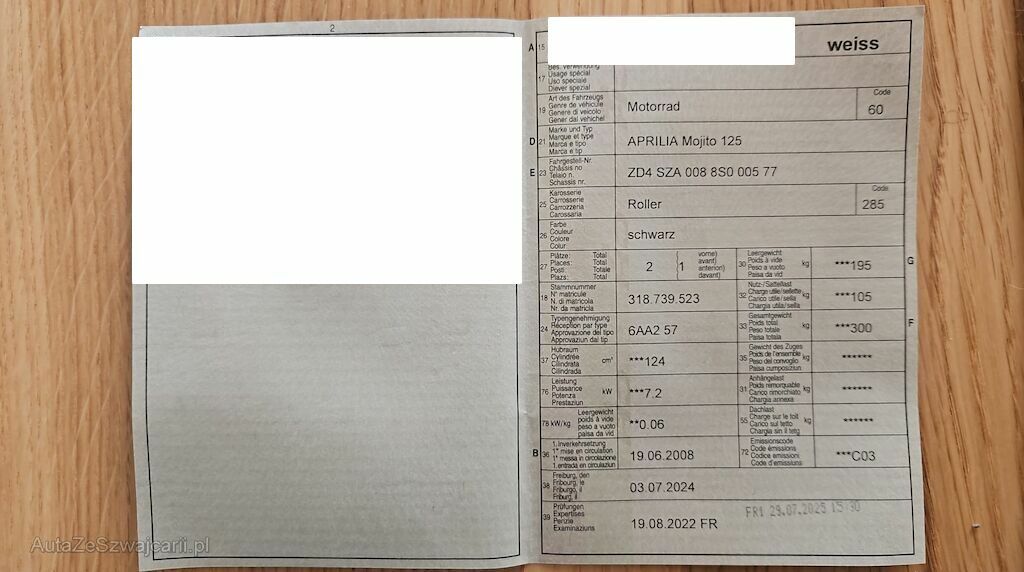 2
A 15 weiss
17 Bes. Verwendung
Usage spécial
Uso speciale
Diever spezial
19 Art des Fahrzeugs
Genre de véhicule
Genere di veicolo
Gener dal vehichel
Motorrad
Code
60
D 21 Marke und Typ
Marque et type
Marca e tipo
Marca e tip
APRILIA Mojito 125
E 23 Fahrgestell-Nr.
Châssis no
Telaio n.
Schassis nr.
ZD4 SZA 008 8S0 005 77
25 Karosserie
Carrosserie
Carrozzeria
Carossaria
Roller
Code
285
26 Farbe
Couleur
Colore
Colur
schwarz
27 Plätze: Total
Places: Total
Posti: Totale
Plazs: Total
2 1 vorne)
avant)
anteriori)
davant)
30 Leergewicht
Poids à vide
Peso a vuoto
Paisa da vid
kg ***195 G
18 Stammnummer
N° matricule
N. di matricola
Nr. da matricla
318.739.523
32 Nutz-/Sattellast
Charge utile/sellette
Carico utile/sella
Chargia utila/sella
kg ***105
24 Typengenehmigung
Réception par type
Approvazione del tipo
Approvaziun dal tip
6AA2 57
33 Gesamtgewicht
Poids total
Peso totale
Paisa totala
kg ***300 F
37 Hubraum
Cylindrée
Cilindrata
Cilindrada
cm³ ***124
35 Gewicht des Zuges
Poids de l'ensemble
Peso del convoglio
Paisa cumposiziun
kg ******
76 Leistung
Puissance
Potenza
Prestaziun
kW ***7.2
31 Anhängelast
Poids remorquable
Carico rimorchiato
Chargia annexa
kg ******
78 kW/kg Leergewicht
poids à vide
peso a vuoto
paisa da vid
**0.06
55 Dachlast
Charge sur le toit
Carico sul tetto
Chargia sin il tetg
kg ******
B 36 1. Inverkehrsetzung
1re mise en circulation
1a messa in circolazione
1. entrada en circulaziun
19.06.2008
72 Emissionscode
Code émissions
Codice emissioni
Code d'emissiuns
***C03
38 Freiburg, den
Fribourg, le
Friburgo, il
Friburg, il
03.07.2024
39 Prüfungen
Expertises
Perizie
Examinaziuns
19.08.2022 FR
AutaZeSzwajcarii.pl